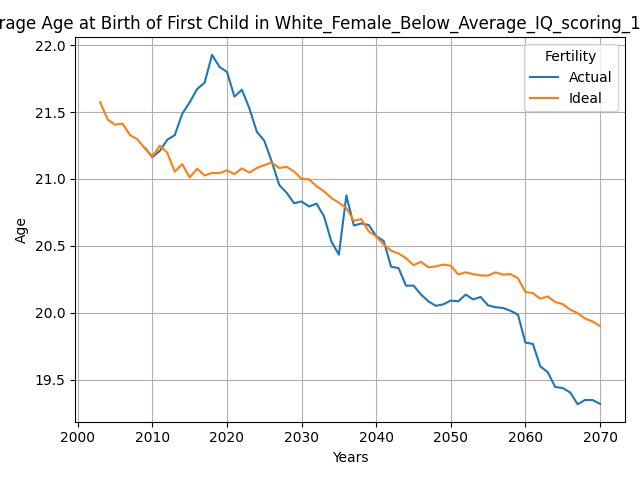 rage Age at Birth of First Child in White_Female_Below_Average_IQ_scoring_1
22.0
21.5
21.0
20.5
20.0
19.5
Age
Fertility
Actual
Ideal
2000 2010 2020 2030 2040 2050 2060 2070
Years